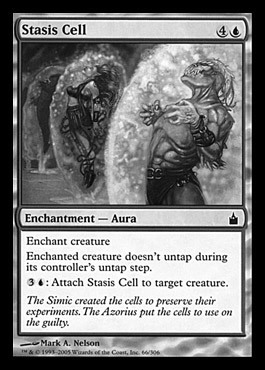 Stasis Cell 4
Enchantment — Aura
Enchant creature
Enchanted creature doesn't untap during
its controller's untap step.
3 : Attach Stasis Cell to target creature.
The Simic created the cells to preserve their
experiments. The Azorius put the cells to use on
the guilty.
Mark A. Nelson
™ & © 1993–2005 Wizards of the Coast, Inc. 66/306